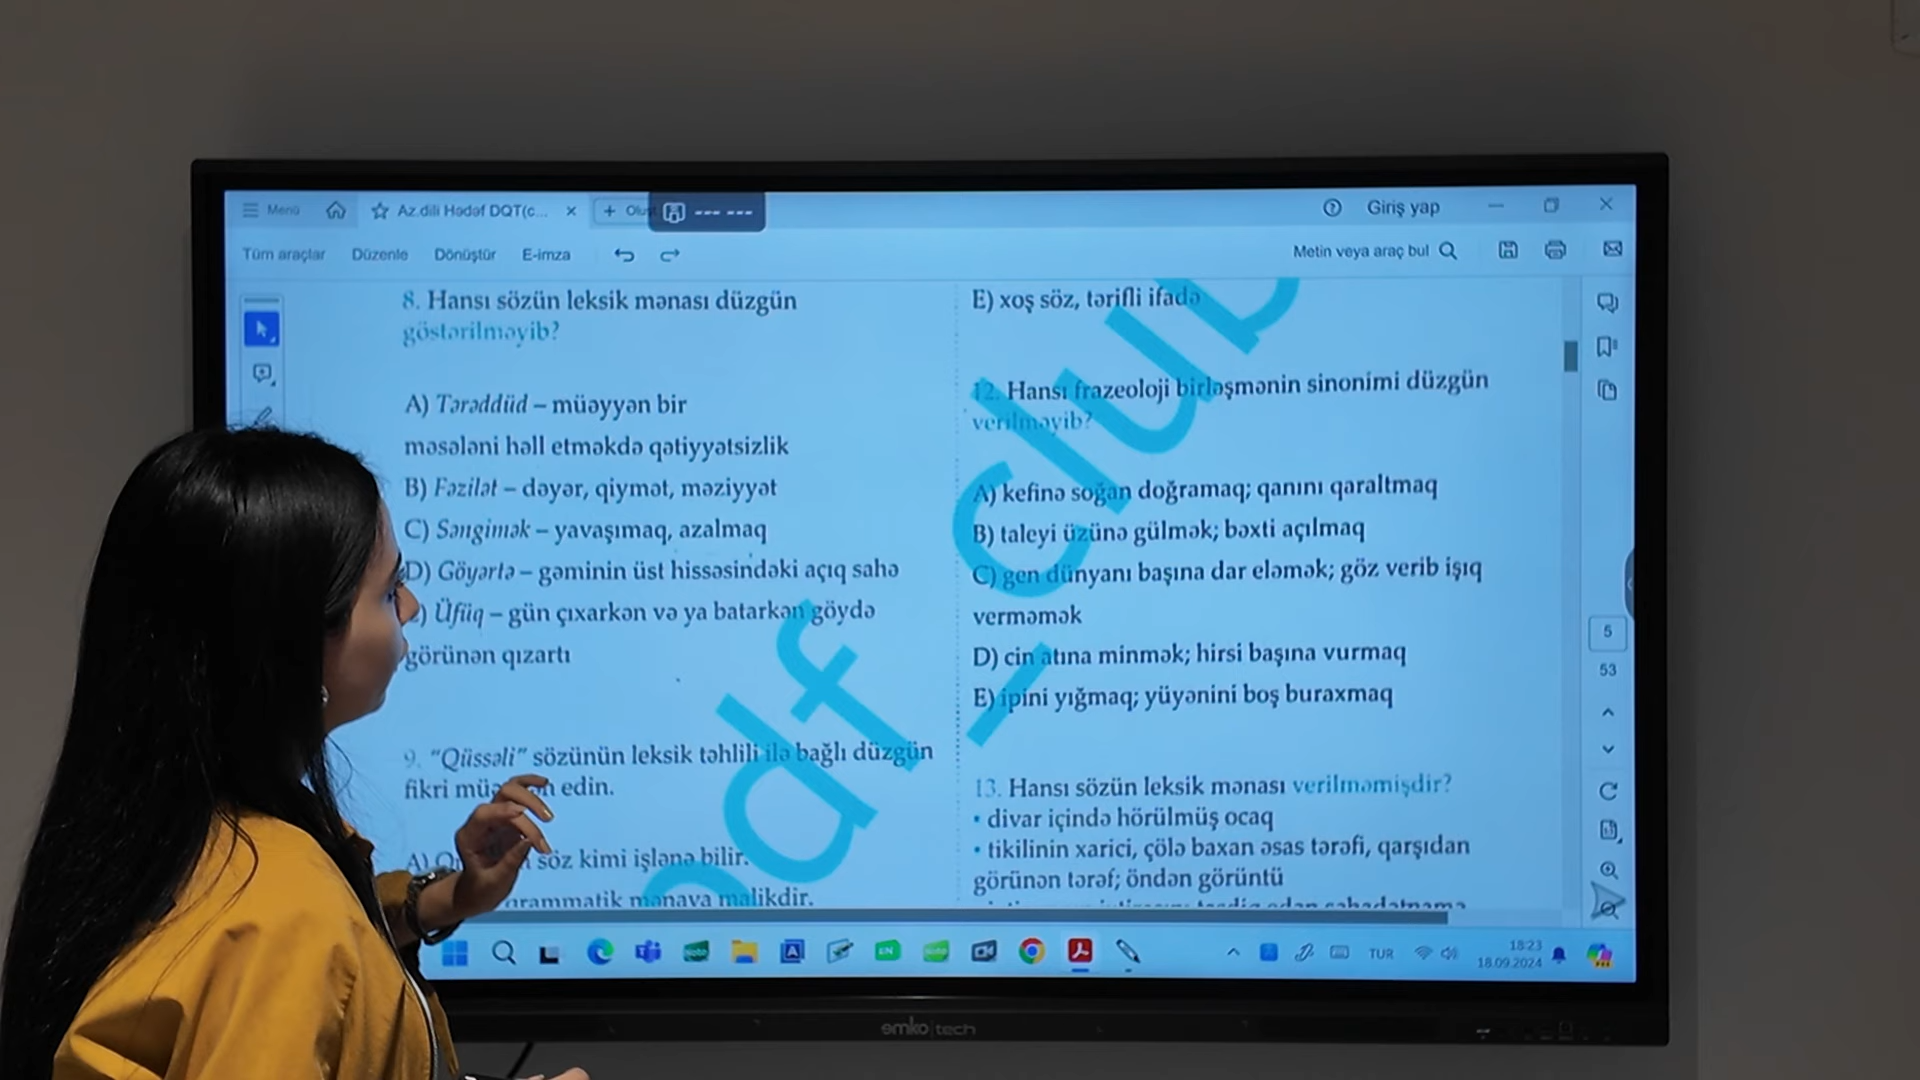 Menü
Az.dili Hədəf DQT(c...
+
Giriş yap
Tüm araçlar
Düzenle
Dönüştür
E-imza
Metin veya araç bul
8. Hansı sözün leksik mənası düzgün
göstərilməyib?
A) Tərəddüd – müəyyən bir
məsələni həll etməkdə qətiyyətsizlik
B) Fəzilət – dəyər, qiymət, məziyyət
C) Səngimək – yavaşımaq, azalmaq
D) Göyərtə – gəminin üst hissəsindəki açıq sahə
) Üfüq – gün çıxarkən və ya batarkən göydə
görünən qızartı
9. “Qüssəli” sözünün leksik təhlili ilə bağlı düzgün
fikri edin.
A) söz kimi işlənə bilir.
qrammatik mənaya malikdir.
E) xoş söz, tərifli ifadə
12. Hansı frazeoloji birləşmənin sinonimi düzgün
verilməyib?
A) kefinə soğan doğramaq; qanını qaraltmaq
B) taleyi üzünə gülmək; bəxti açılmaq
C) gen dünyanı başına dar eləmək; göz verib işıq
verməmək
D) cin atına minmək; hirsi başına vurmaq
E) ipini yığmaq; yüyənini boş buraxmaq
13. Hansı sözün leksik mənası verilməmişdir?
• divar içində hörülmüş ocaq
• tikilinin xarici, çölə baxan əsas tərəfi, qarşıdan
görünən tərəf; öndən görüntü
pdf – club
5
53
TUR
18:23
18.09.2024
emko|tech